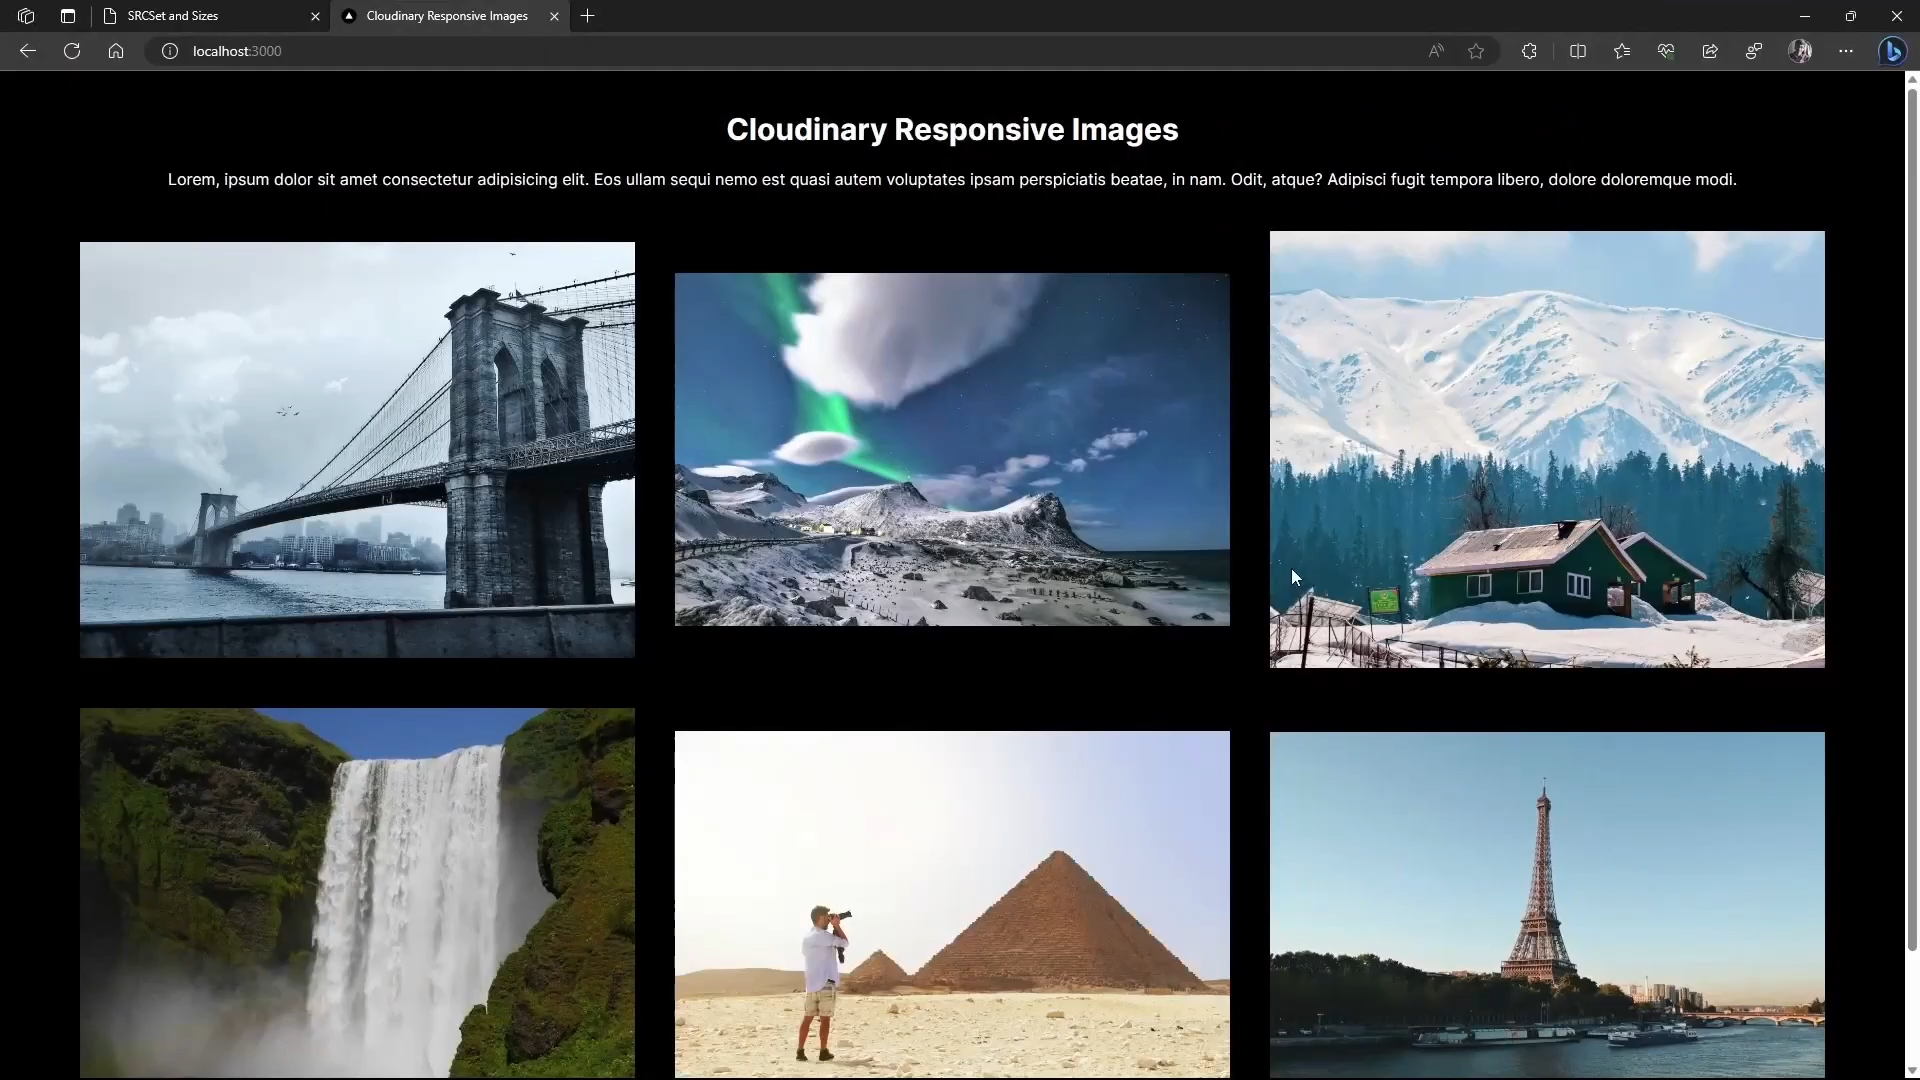 SRCSet and Sizes
Cloudinary Responsive Images
localhost:3000
Cloudinary Responsive Images
Lorem, ipsum dolor sit amet consectetur adipisicing elit. Eos ullam sequi nemo est quasi autem voluptates ipsam perspiciatis beatae, in nam. Odit, atque? Adipisci fugit tempora libero, dolore doloremque modi.